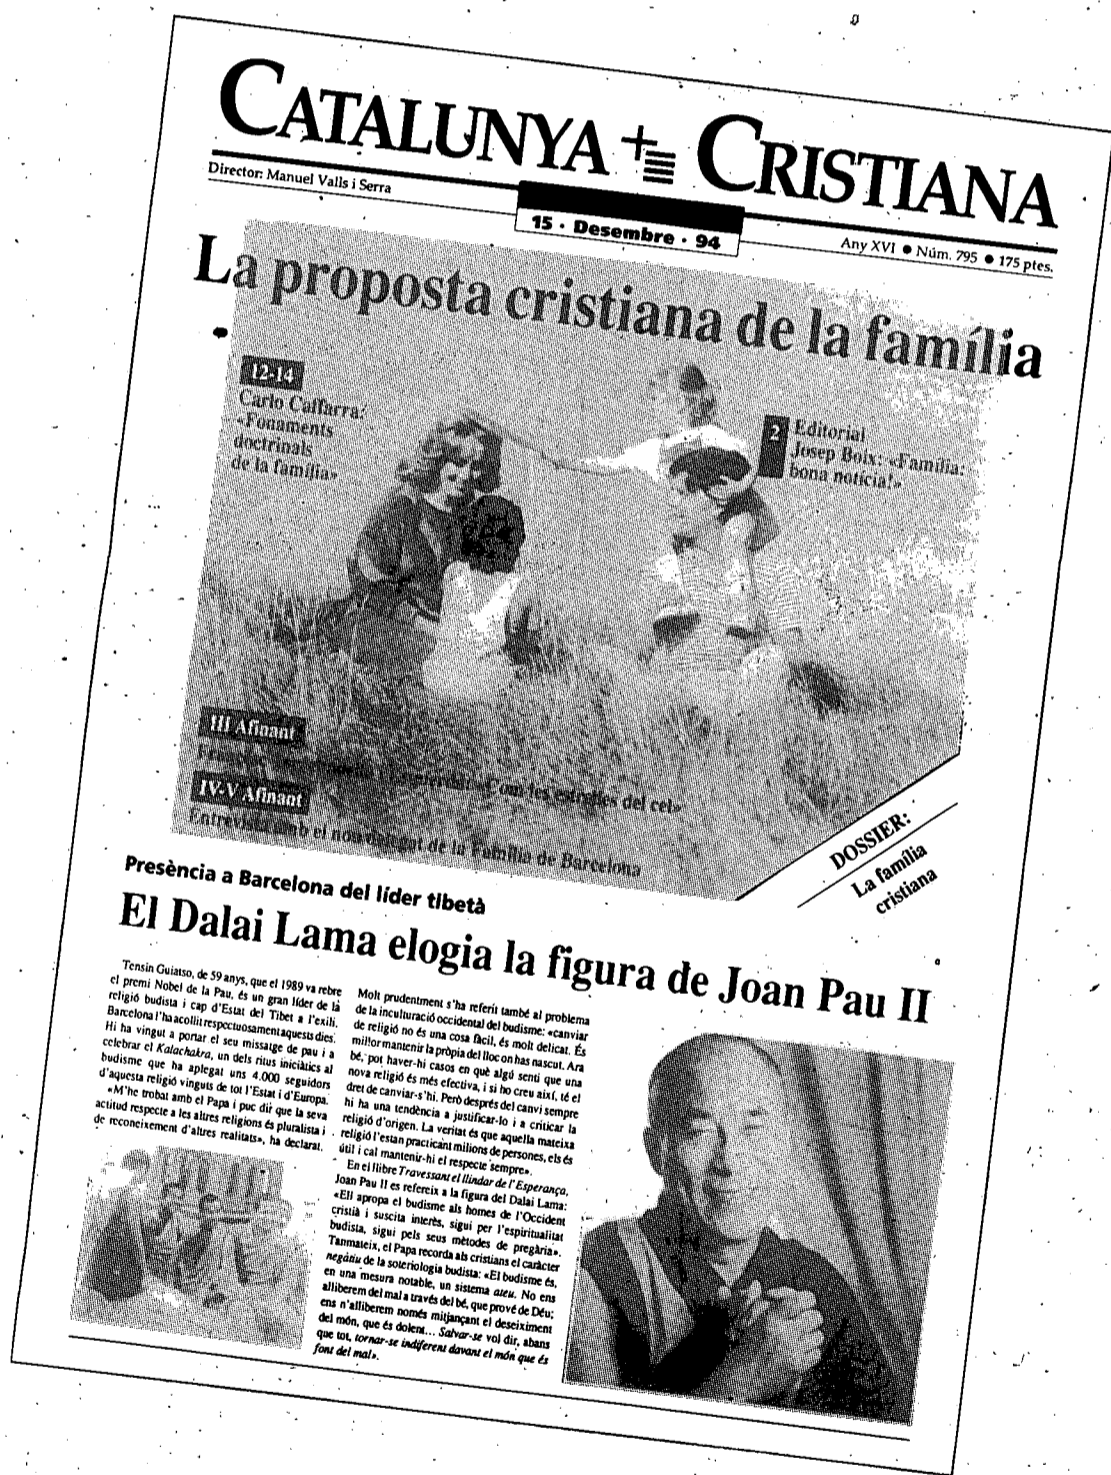 CATALUNYA CRISTIANA
Director: Manuel Valls i Serra
15 · Desembre · 94
Any XVI ● Núm. 795 ● 175 ptes.
La proposta cristiana de la família
12-14
Carlo Caffarra:
«Fonaments
doctrinals
de la família»
2
Editorial
Josep Boix: «Família:
bona notícia!»
III Afinant
«Com les estrelles del cel»
IV-V Afinant
Entrevista amb el nou delegat de la Família de Barcelona
DOSSIER:
La família
cristiana
Presència a Barcelona del líder tibetà
El Dalai Lama elogia la figura de Joan Pau II
Tensin Guiatso, de 59 anys, que el 1989 va rebre
el premi Nobel de la Pau, és un gran líder de la
religió budista i cap d'Estat del Tibet a l'exili.
Barcelona l'ha acollit respectuosament aquests dies.
Hi ha vingut a portar el seu missatge de pau i a
celebrar el Kalachakra, un dels ritus iniciàtics al
budisme que ha aplegat uns 4.000 seguidors
d'aquesta religió vinguts de tot l'Estat i d'Europa.
«M'he trobat amb el Papa i puc dir que la seva
actitud respecte a les altres religions és pluralista i
de reconeixement d'altres realitats», ha declarat.
Molt prudentment s'ha referit també al problema
de la inculturació occidental del budisme: «canviar
de religió no és una cosa fàcil, és molt delicat. És
millor mantenir la pròpia del lloc on has nascut. Ara
bé, pot haver-hi casos en què algú senti que una
nova religió és més efectiva, i si ho creu així, té el
dret de canviar-s'hi. Però després del canvi sempre
hi ha una tendència a justificar-lo i a criticar la
religió d'origen. La veritat és que aquella mateixa
religió l'estan practicant milions de persones, els és
útil i cal mantenir-hi el respecte sempre».
En el llibre Travessant el llindar de l'Esperança,
Joan Pau II es refereix a la figura del Dalai Lama:
«Ell apropa el budisme als homes de l'Occident
cristià i suscita interès, sigui per l'espiritualitat
budista, sigui pels seus mètodes de pregària».
Tanmateix, el Papa recorda als cristians el caràcter
negatiu de la soteriologia budista: «El budisme és,
en una mesura notable, un sistema ateu. No ens
alliberem del mal a través del bé, que prové de Déu;
ens n'alliberem només mitjançant el deseiximent
del món, que és dolent... Salvar-se vol dir, abans
que tot, tornar-se indiferent davant el món que és
font del mal».